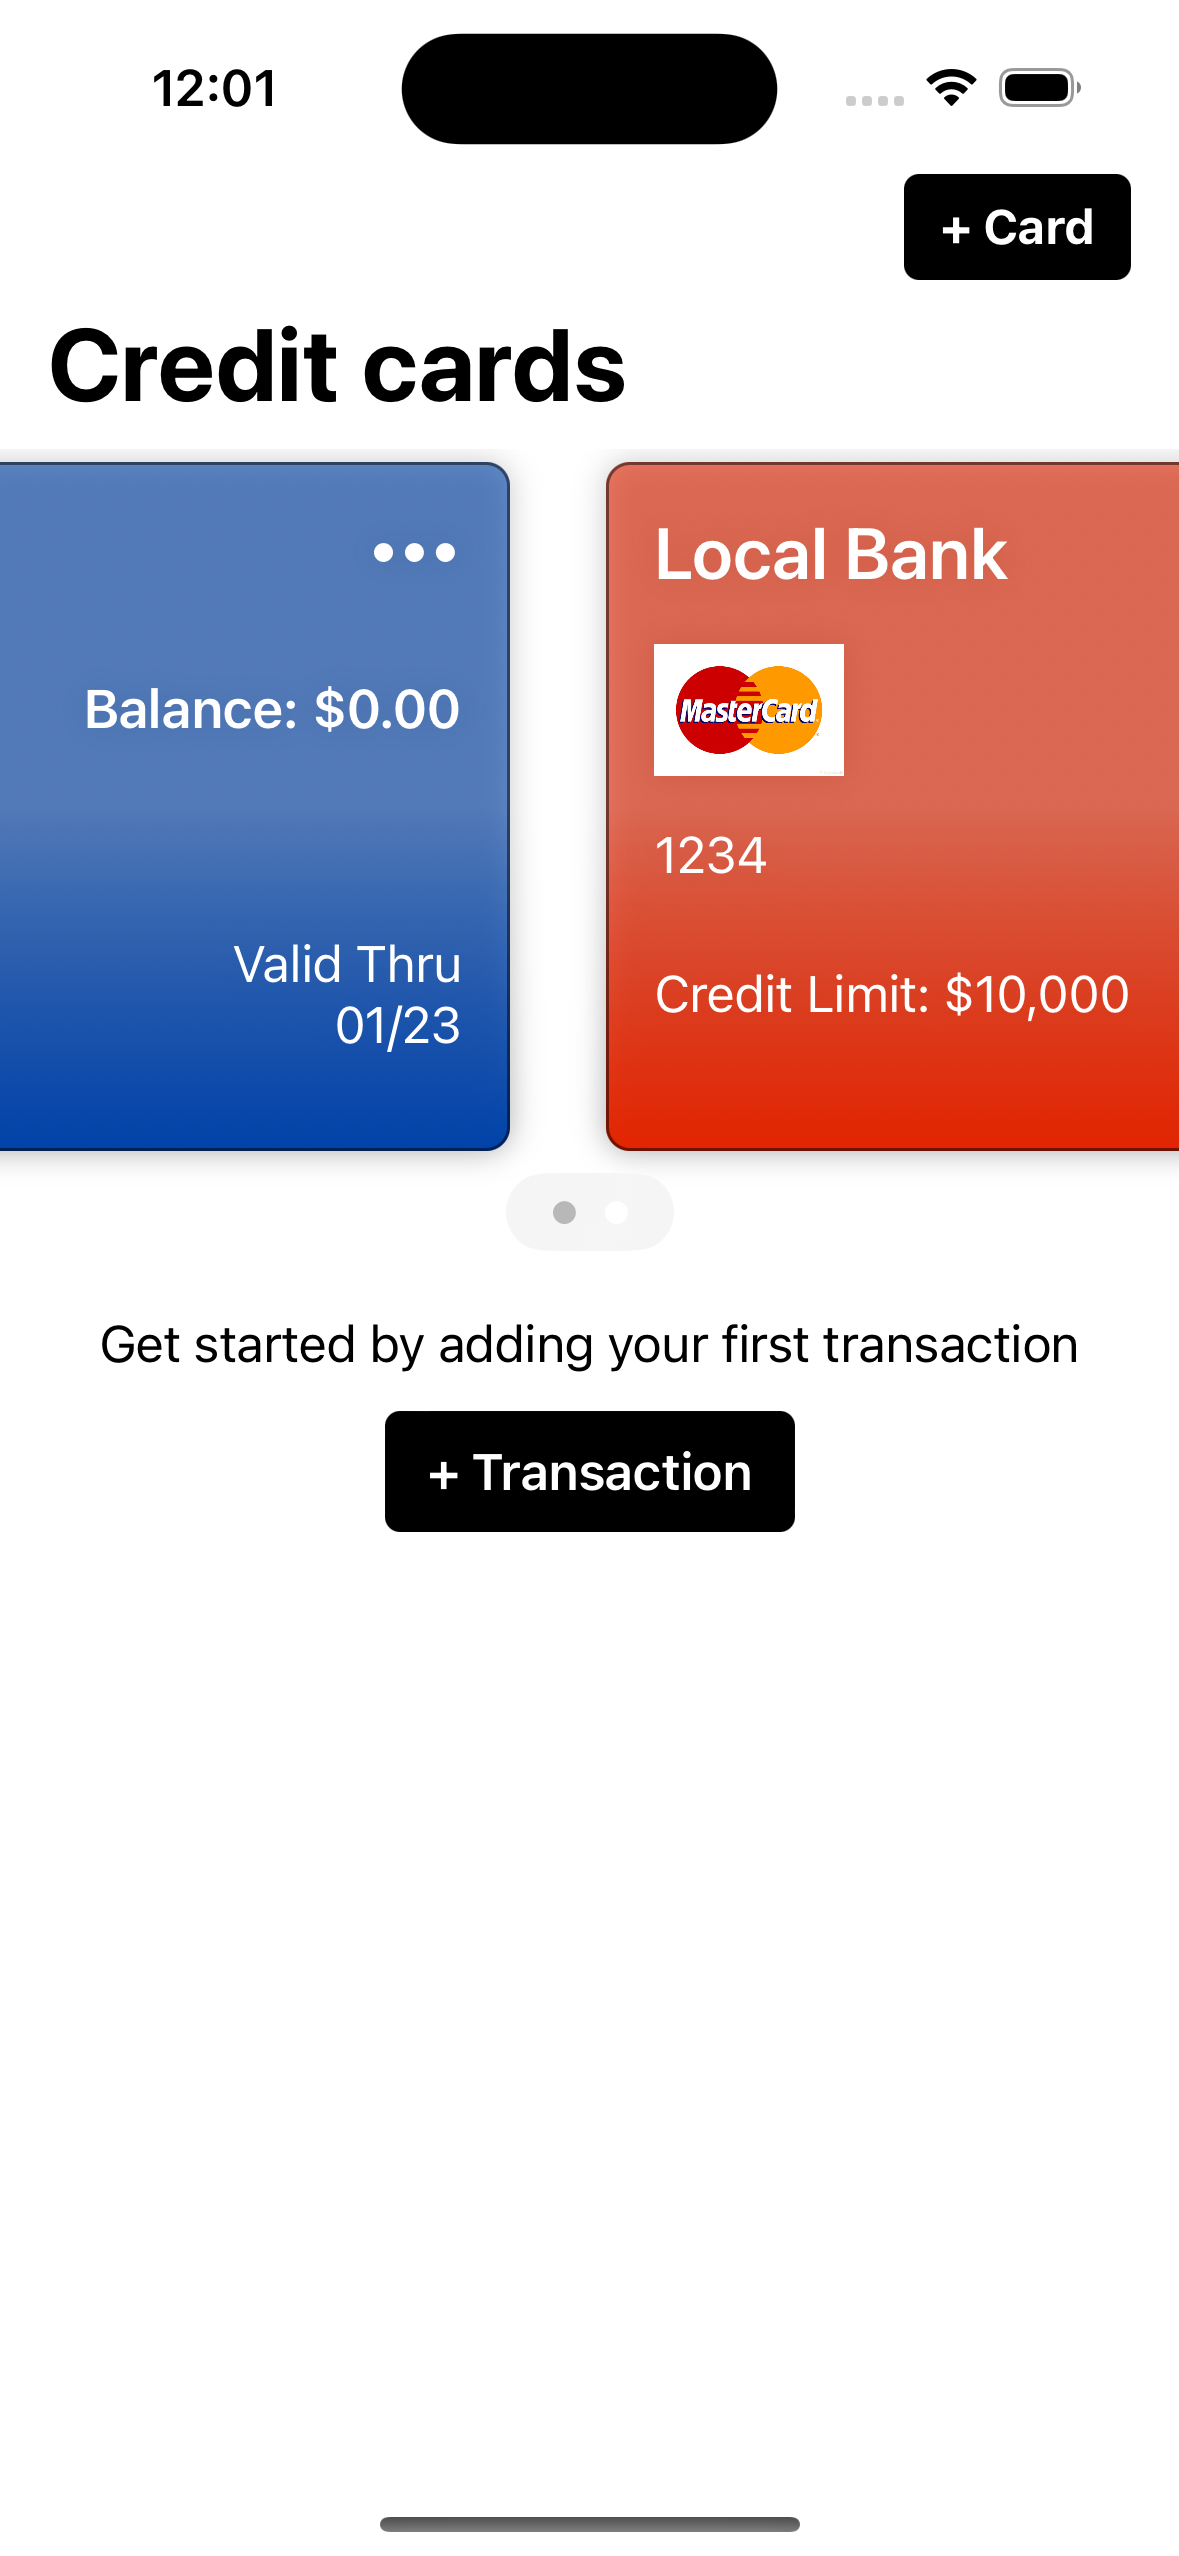 12:01
+ Card
Credit cards
Balance: $0.00
Valid Thru
01/23
Local Bank
MasterCard
1234
Credit Limit: $10,000
Get started by adding your first transaction
+ Transaction